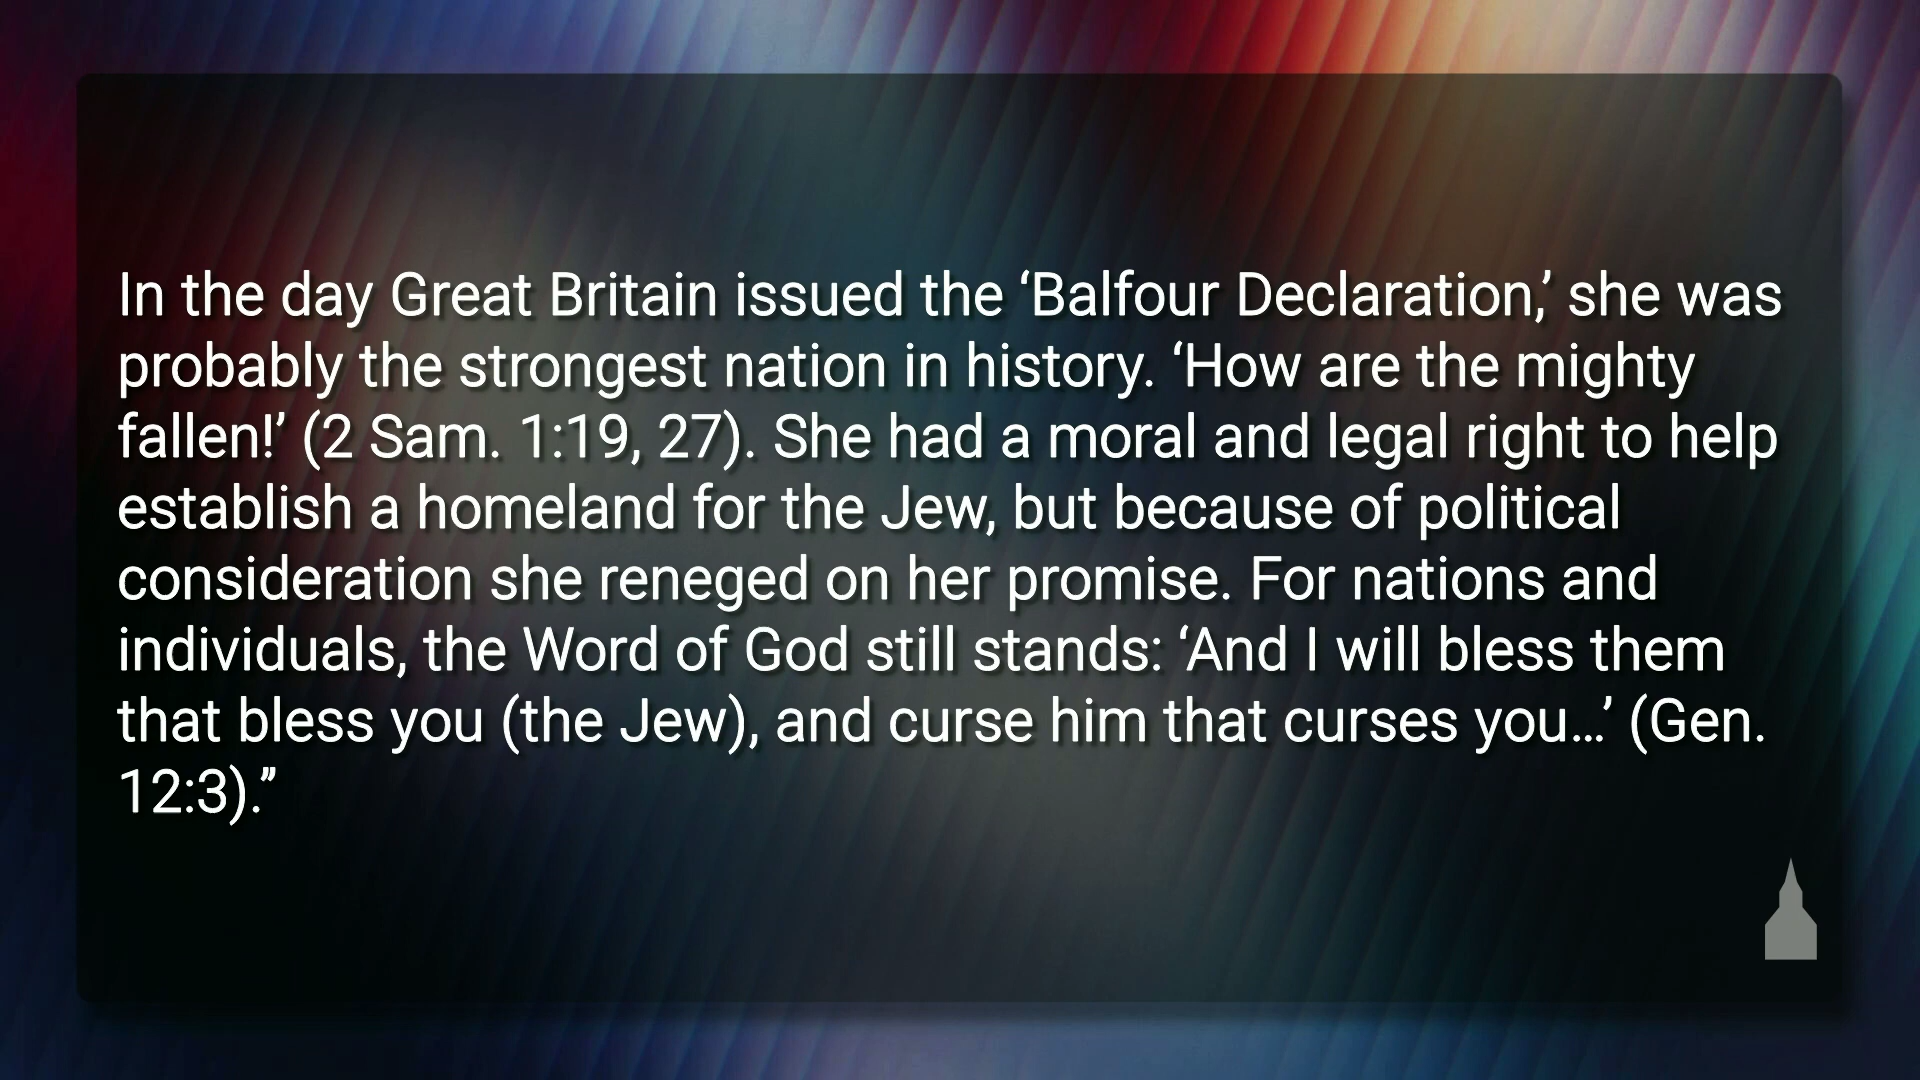 In the day Great Britain issued the ‘Balfour Declaration,’ she was
probably the strongest nation in history. ‘How are the mighty
fallen!’ (2 Sam. 1:19, 27). She had a moral and legal right to help
establish a homeland for the Jew, but because of political
consideration she reneged on her promise. For nations and
individuals, the Word of God still stands: ‘And I will bless them
that bless you (the Jew), and curse him that curses you…’ (Gen.
12:3).”